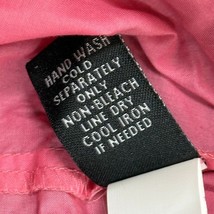 HAND WASH
COLD
SEPARATELY
ONLY
NON-BLEACH
LINE DRY
COOL IRON
IF NEEDED